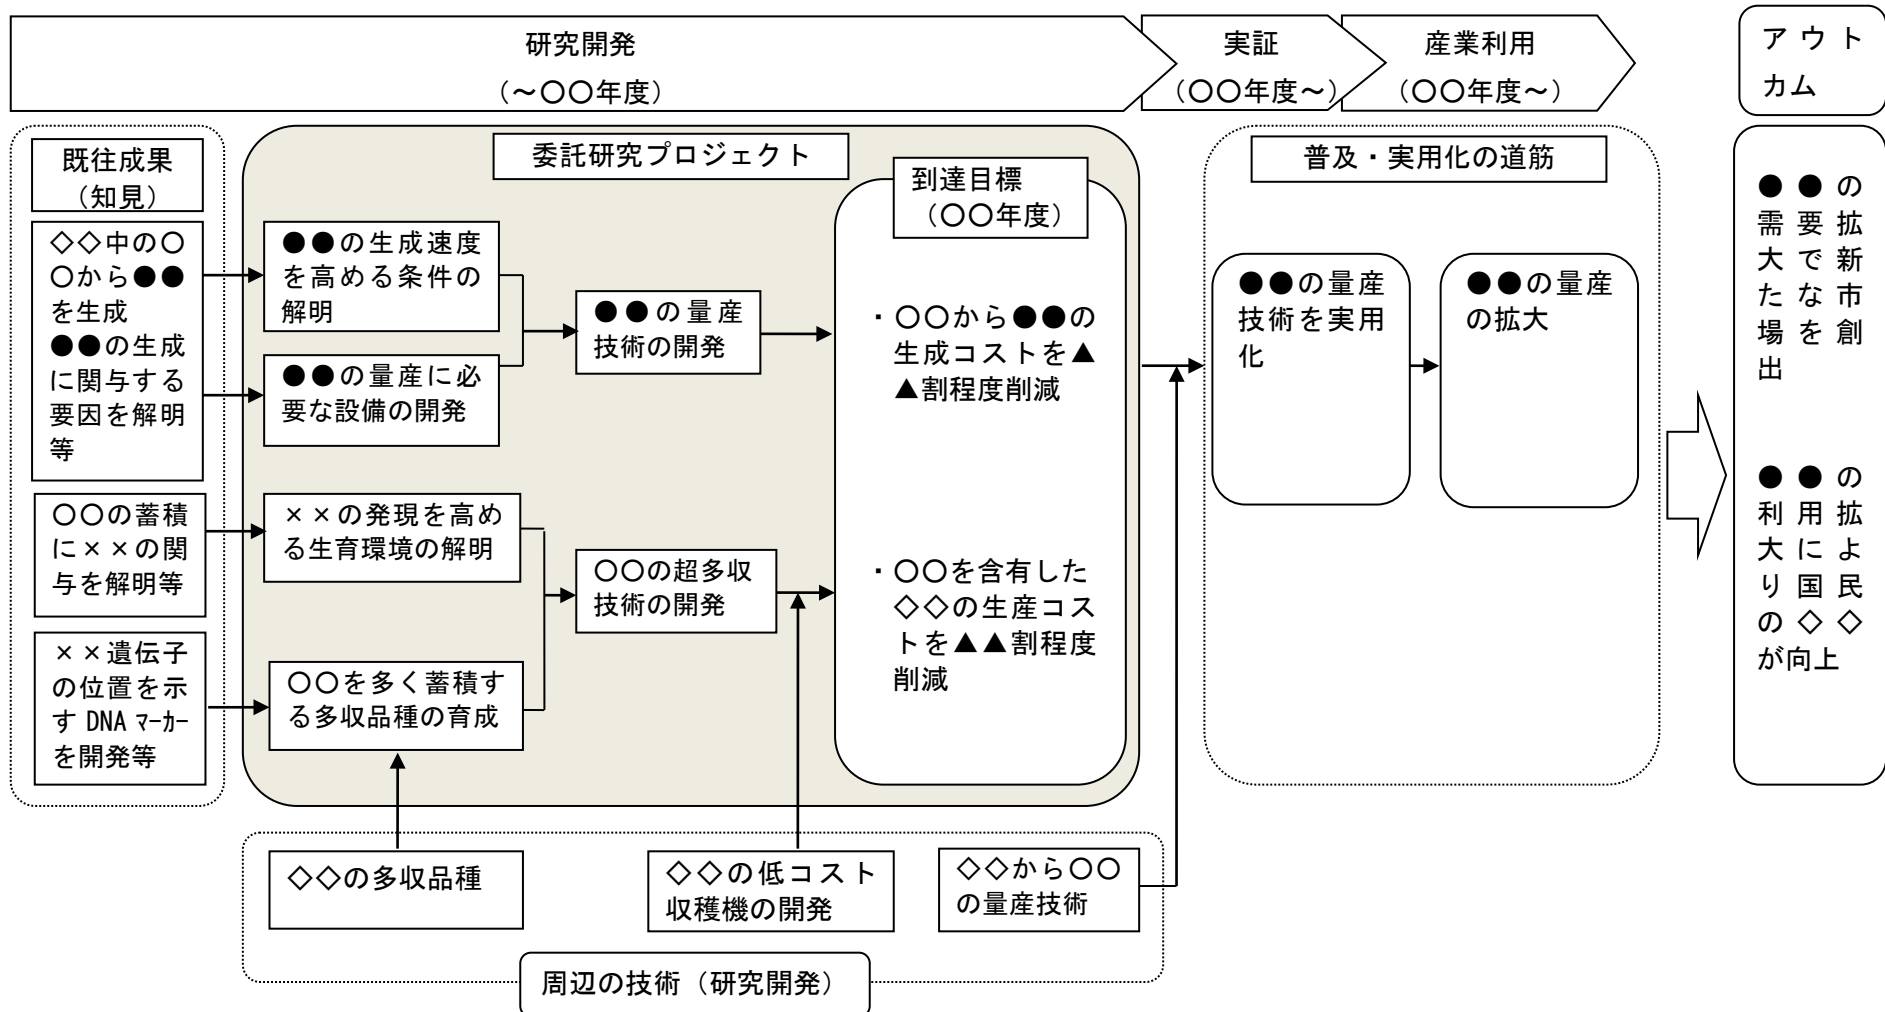 研究開発
（～〇〇年度）
実証
（〇〇年度～）
産業利用
（〇〇年度～）
アウト
カム
既往成果
（知見）
◇◇中の〇
〇から●●
を生成
●●の生成
に関与する
要因を解明
等
〇〇の蓄積
に××の関
与を解明等
××遺伝子
の位置を示
す DNA ﾏｰｶｰ
を開発等
委託研究プロジェクト
●●の生成速度
を高める条件の
解明
●●の量産に必
要な設備の開発
●●の量産
技術の開発
××の発現を高め
る生育環境の解明
〇〇を多く蓄積す
る多収品種の育成
〇〇の超多収
技術の開発
到達目標
（〇〇年度）
・〇〇から●●の
生成コストを▲
▲割程度削減
・〇〇を含有した
◇◇の生産コス
トを▲▲割程度
削減
普及・実用化の道筋
●●の量産
技術を実用
化
●●の量産
の拡大
●●の
需要拡
大で新
たな市
場を創
出
●●の
利用拡
大によ
り国民
の◇◇
が向上
◇◇の多収品種
◇◇の低コスト
収穫機の開発
◇◇から〇〇
の量産技術
周辺の技術（研究開発）